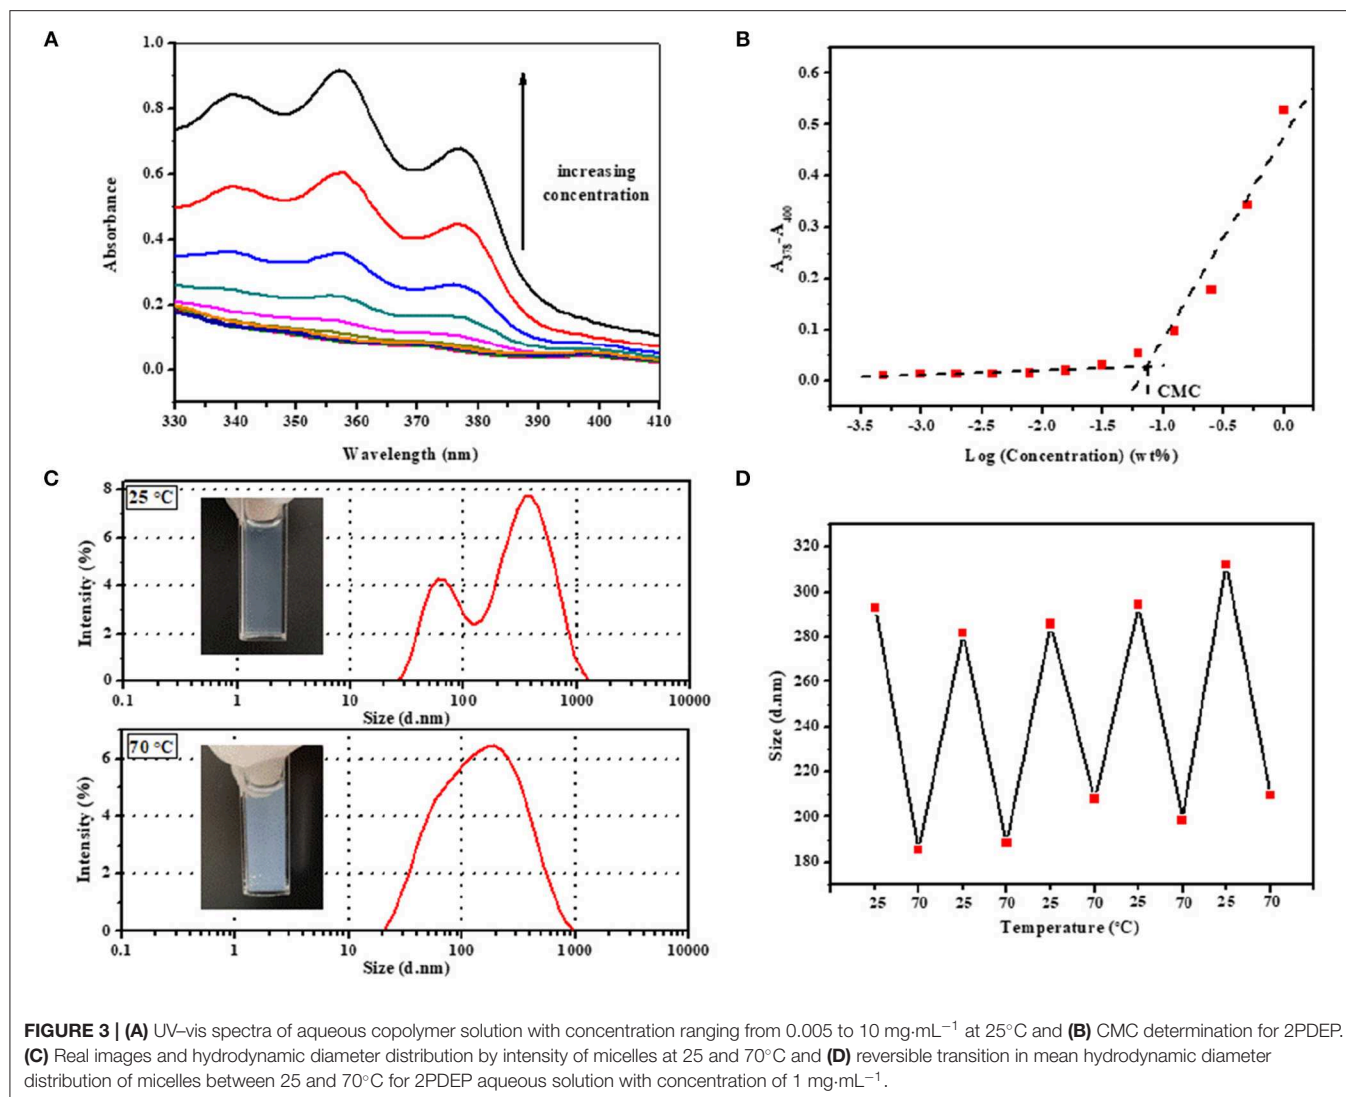 A
1.0
0.8
0.6
0.4
0.2
0.0
Absorbance
increasing
concentration
330 340 350 360 370 380 390 400 410
Wavelength (nm)
B
0.6
0.5
0.4
0.3
0.2
0.1
0.0
A378-A400
CMC
-3.5 -3.0 -2.5 -2.0 -1.5 -1.0 -0.5 0.0
Log (Concentration) (wt%)
C
25 °C
8
6
4
2
0
Intensity (%)
0.1 1 10 100 1000 10000
Size (d.nm)
70 °C
6
4
2
0
Intensity (%)
0.1 1 10 100 1000 10000
Size (d.nm)
D
320
300
280
260
240
220
200
180
Size (d.nm)
25 70 25 70 25 70 25 70 25 70
Temperature (°C)
FIGURE 3 | (A) UV–vis spectra of aqueous copolymer solution with concentration ranging from 0.005 to 10 mg·mL−1 at 25°C and (B) CMC determination for 2PDEP.
(C) Real images and hydrodynamic diameter distribution by intensity of micelles at 25 and 70°C and (D) reversible transition in mean hydrodynamic diameter
distribution of micelles between 25 and 70°C for 2PDEP aqueous solution with concentration of 1 mg·mL−1.